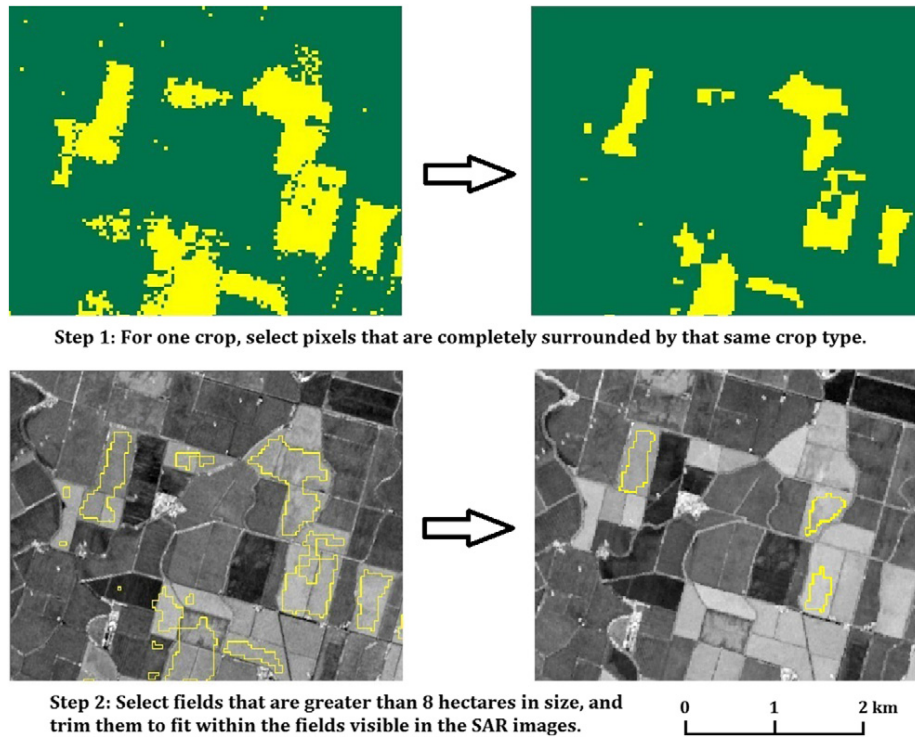 Step 1: For one crop, select pixels that are completely surrounded by that same crop type.
Step 2: Select fields that are greater than 8 hectares in size, and
trim them to fit within the fields visible in the SAR images.
0 1 2 km